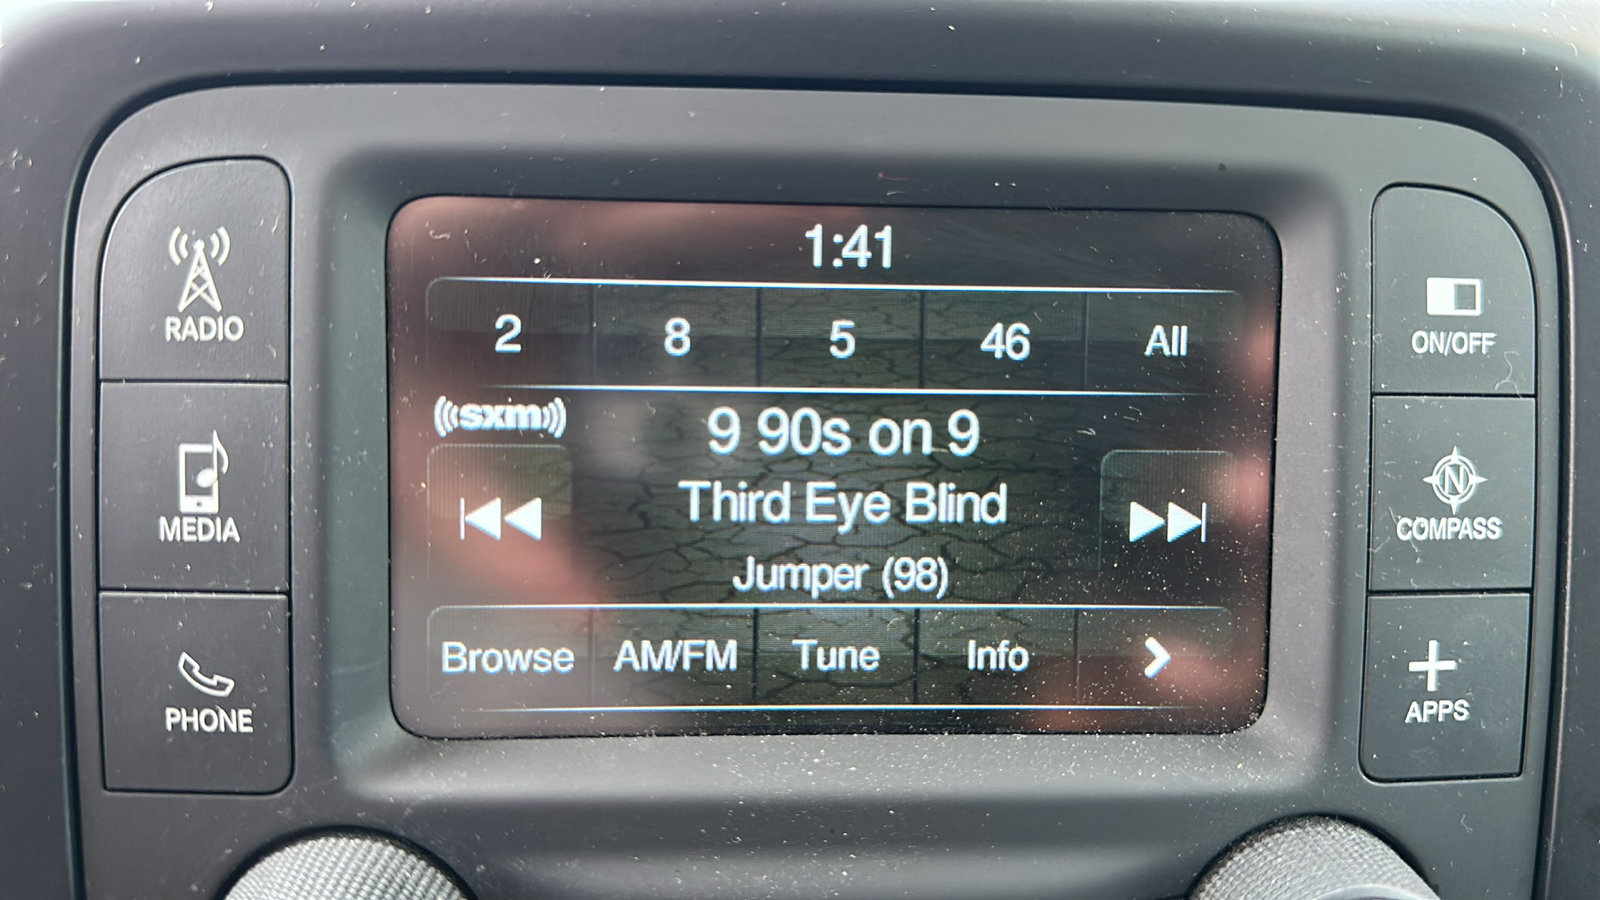 1:41
2 8 5 46 All
((sxm))
9 90s on 9
Third Eye Blind
Jumper (98)
Browse AM/FM Tune Info
RADIO
MEDIA
PHONE
ON/OFF
N
COMPASS
APPS